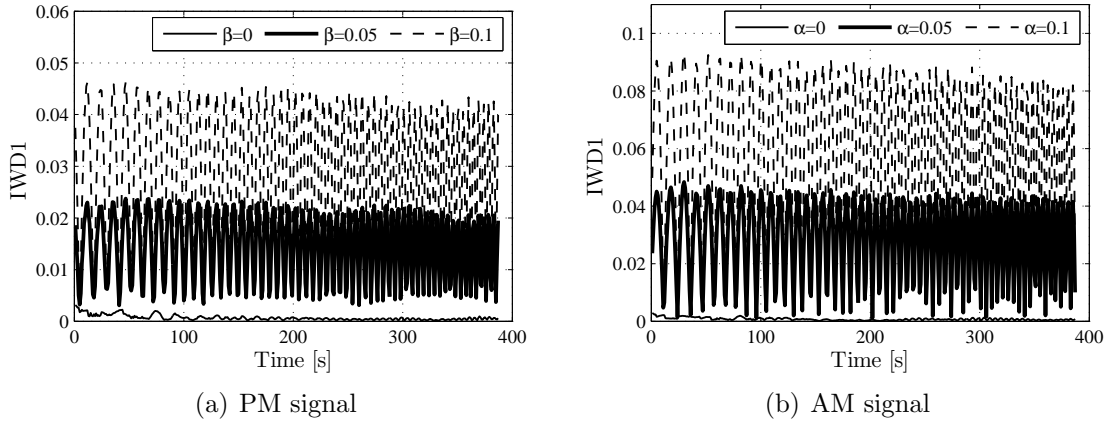 β=0 β=0.05 β=0.1
0.06
0.05
0.04
0.03
0.02
0.01
0
IWD1
0 100 200 300 400
Time [s]
(a) PM signal
α=0 α=0.05 α=0.1
0.1
0.08
0.06
0.04
0.02
0
IWD1
0 100 200 300 400
Time [s]
(b) AM signal